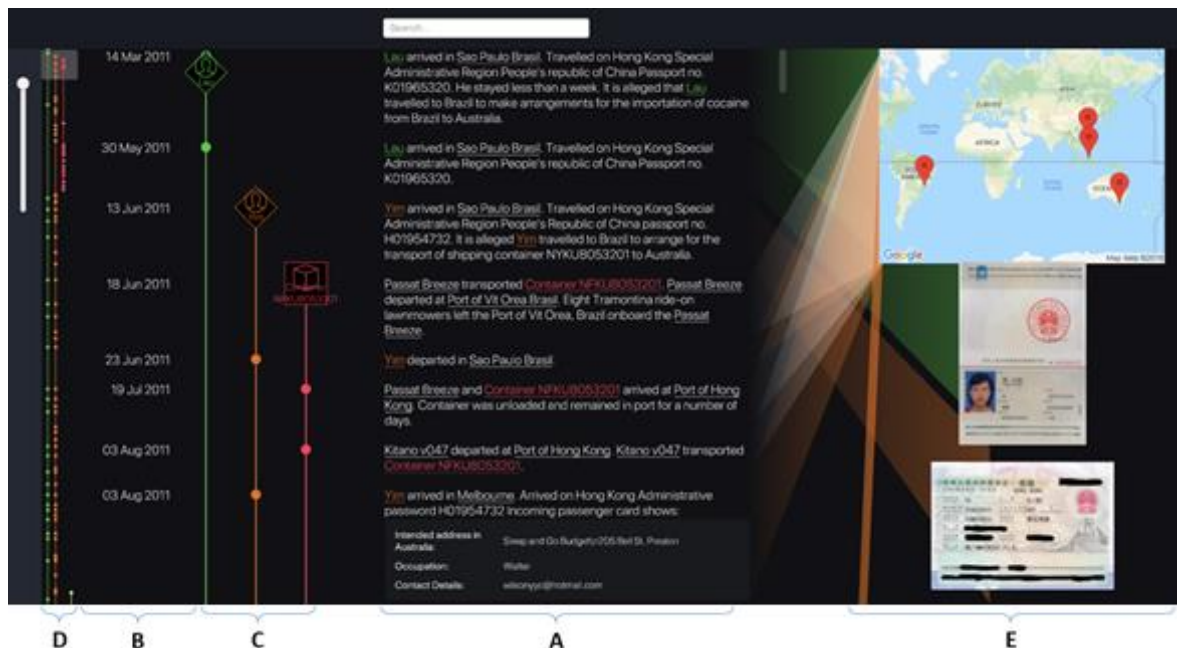 Search...
14 Mar 2011
Lau arrived in Sao Paulo Brasil. Travelled on Hong Kong Special
Administrative Region People's republic of China Passport no.
K01965320. He stayed less than a week. It is alleged that Lau
travelled to Brazil to make arrangements for the importation of cocaine
from Brazil to Australia.
30 May 2011
Lau arrived in Sao Paulo Brasil. Travelled on Hong Kong Special
Administrative Region People's republic of China Passport no.
K01965320.
13 Jun 2011
Yim arrived in Sao Paulo Brasil. Travelled on Hong Kong Special
Administrative Region People's Republic of China passport no.
H01954732. It is alleged Yim travelled to Brazil to arrange for the
transport of shipping container NYKU8053201 to Australia.
18 Jun 2011
Passat Breeze transported Container NFKU8053201. Passat Breeze
departed at Port of Vit Orea Brasil. Eight Tramontina ride-on
lawnmowers left the Port of Vit Orea, Brazil onboard the Passat
Breeze.
23 Jun 2011
Yim departed in Sao Paulo Brasil
19 Jul 2011
Passat Breeze and Container NFKU8053201 arrived at Port of Hong
Kong. Container was unloaded and remained in port for a number of
days.
03 Aug 2011
Kitano v047 departed at Port of Hong Kong. Kitano v047 transported
Container NFKU8053201.
03 Aug 2011
Yim arrived in Melbourne. Arrived on Hong Kong Administrative
password H01954732 Incoming passenger card shows:
Intended address in
Australia:
Occupation:
Contact Details:
EUROPE
ASIA
AFRICA
Google
D
B
C
A
E